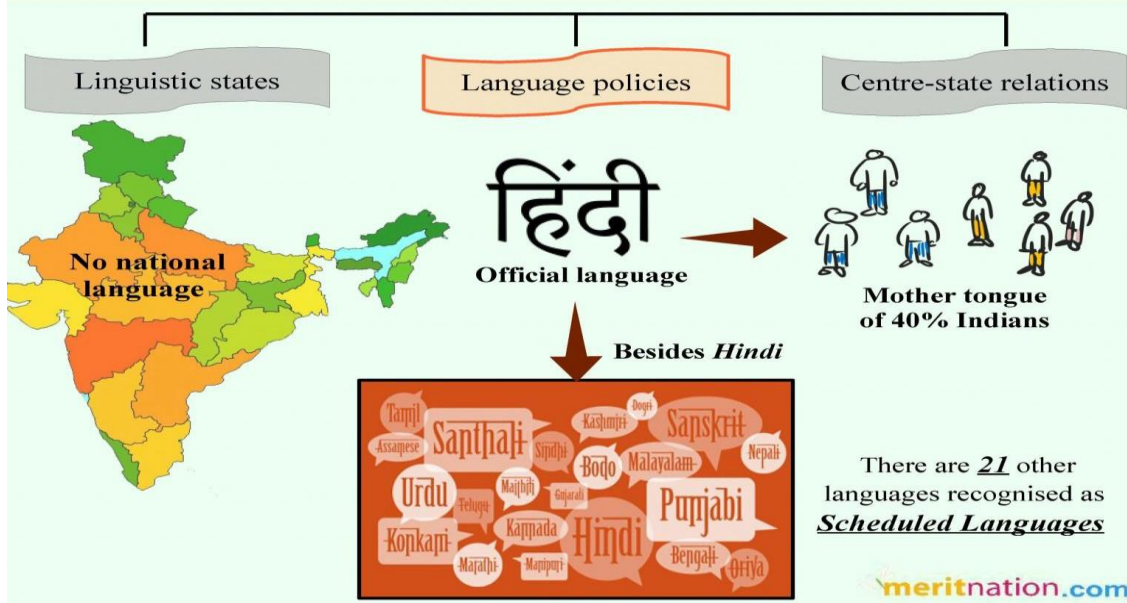 Linguistic states
Language policies
Centre-state relations
No national
language
हिंदी
Official language
Mother tongue
of 40% Indians
Besides Hindi
Tamil
Assamese
Santhali
Sindhi
Kashmiri
Dogri
Sanskrit
Nepali
Bodo
Malayalam
Urdu
Telugu
Maithili
Gujarati
Punjabi
Konkani
Kannada
Hindi
Marathi
Manipuri
Bengali
Oriya
There are 21 other
languages recognised as
Scheduled Languages
meritnation.com